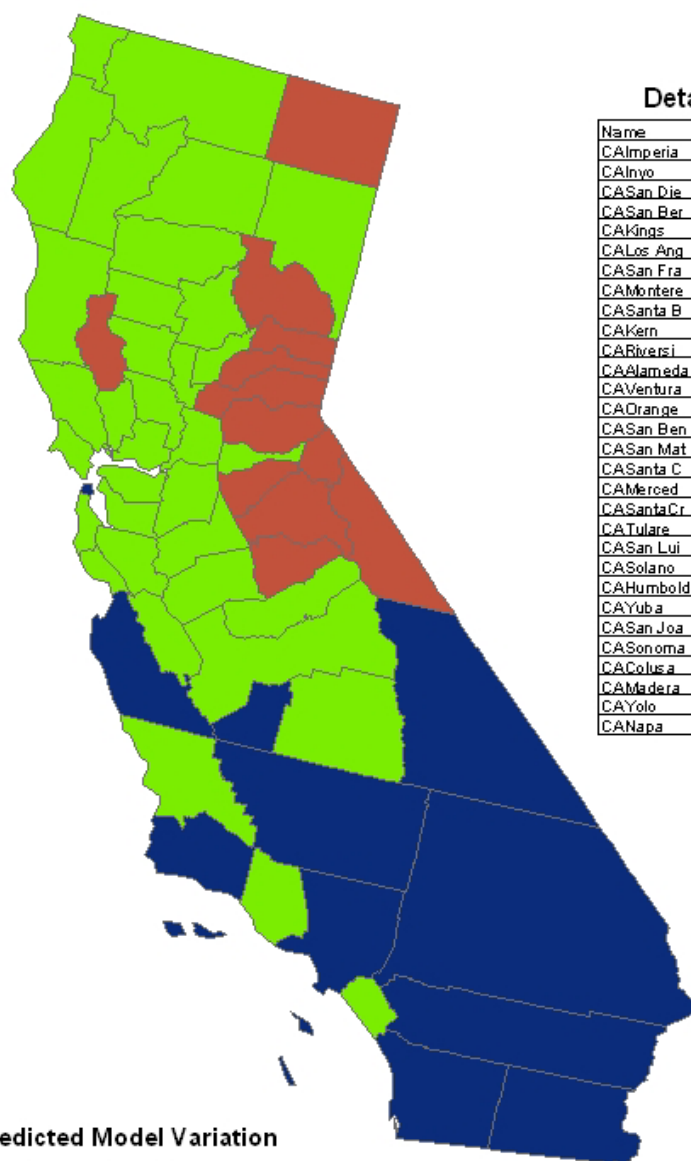 Deta
Name
CAImperia
CAInyo
CASan Die
CASan Ber
CAKings
CALos Ang
CASan Fra
CAMontere
CASanta B
CAKern
CARiversi
CAAlameda
CAVentura
CAOrange
CASan Ben
CASan Mat
CASanta C
CAMerced
CASantaCr
CATulare
CASan Lui
CASolano
CAHumbold
CAYuba
CASan Joa
CASonoma
CAColusa
CAMadera
CAYolo
CANapa
edicted Model Variation